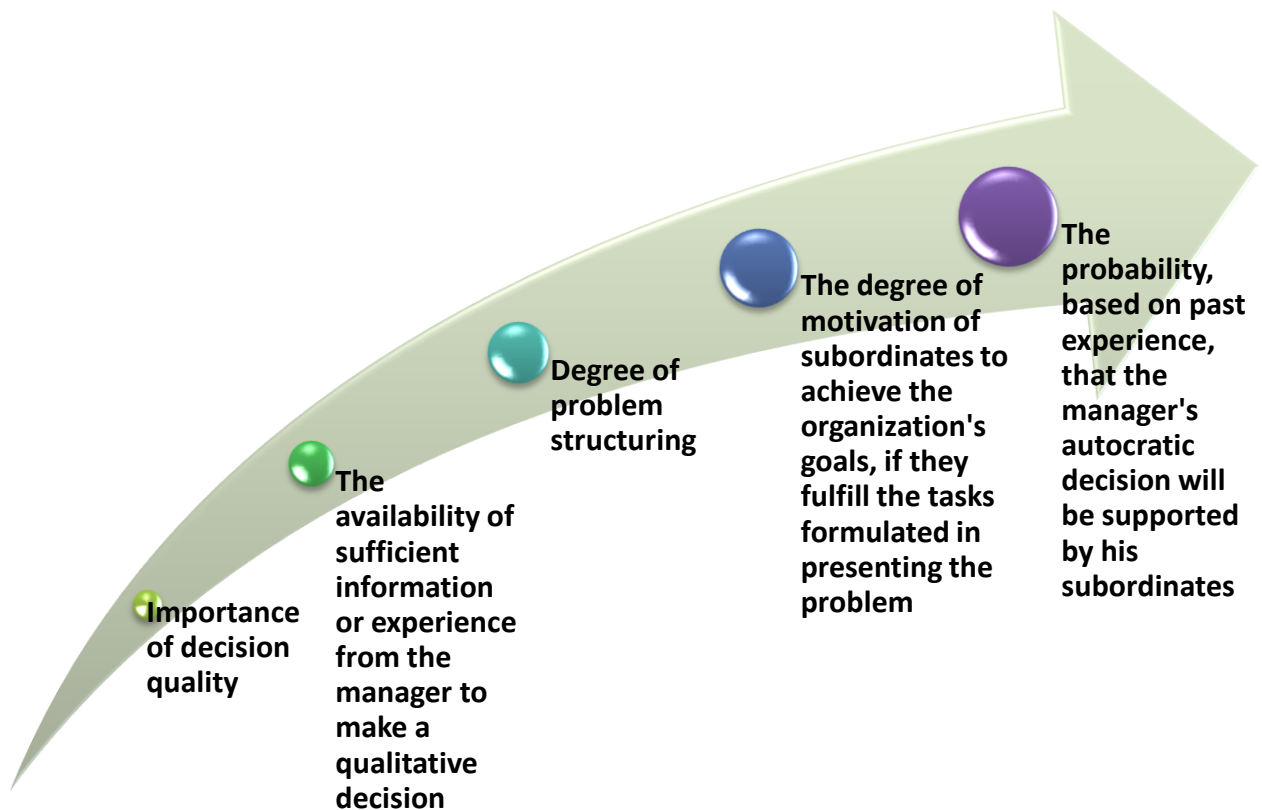 Importance
of decision
quality
The
availability of
sufficient
information
or experience
from the
manager to
make a
qualitative
decision
Degree of
problem
structuring
The degree of
motivation of
subordinates to
achieve the
organization's
goals, if they
fulfill the tasks
formulated in
presenting the
problem
The
probability,
based on past
experience,
that the
manager's
autocratic
decision will
be supported
by his
subordinates